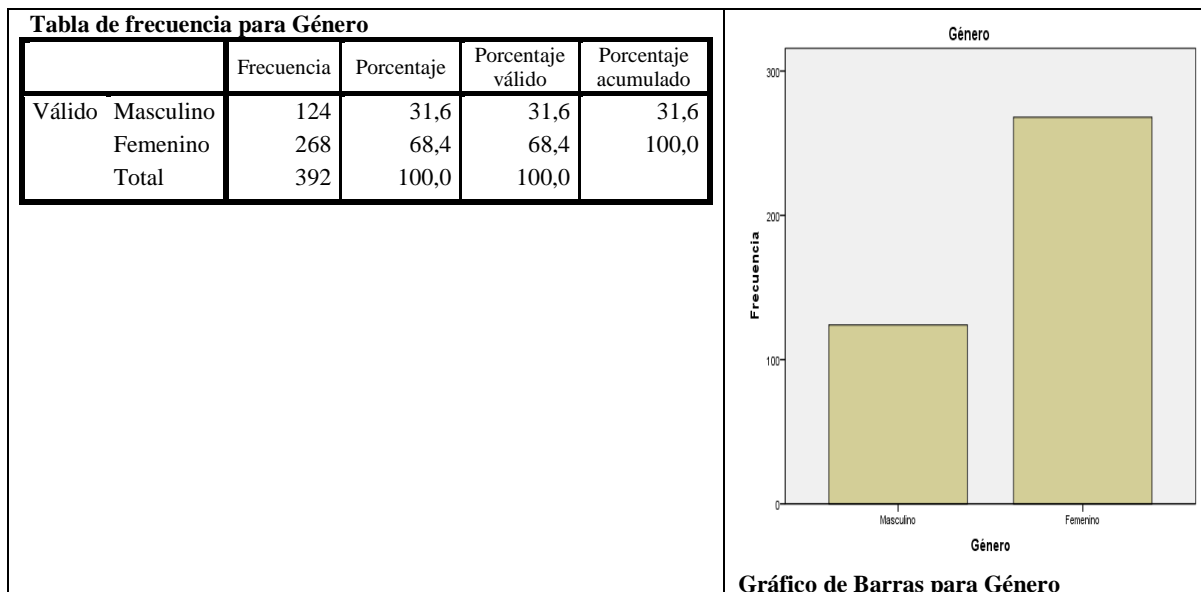 Tabla de frecuencia para Género
Frecuencia Porcentaje Porcentaje válido Porcentaje acumulado
Válido Masculino 124 31,6 31,6 31,6
Femenino 268 68,4 68,4 100,0
Total 392 100,0 100,0
Género
300
200
100
0
Frecuencia
Masculino Femenino
Género
Gráfico de Barras para Género